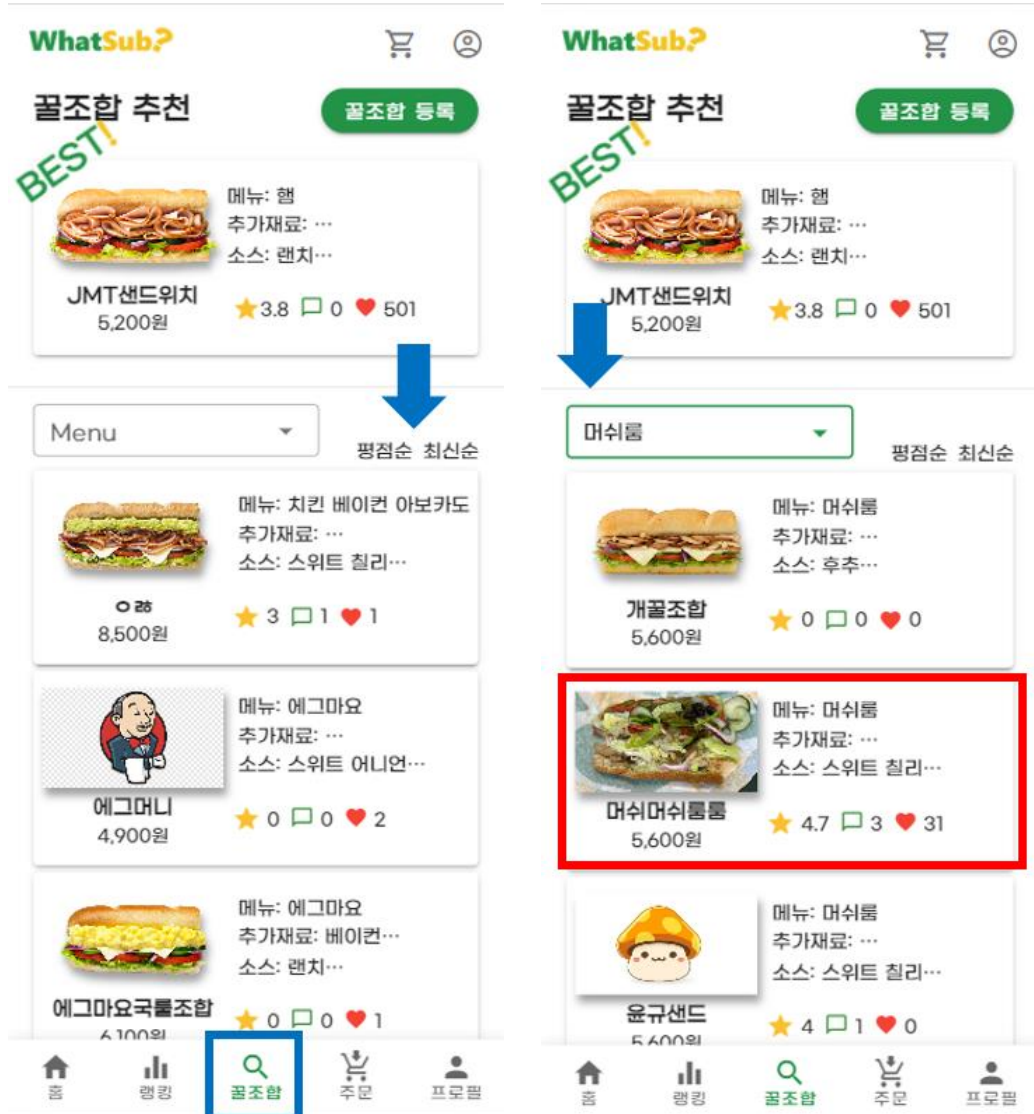 WhatSub?
꿀조합 추천
꿀조합 등록
BEST!
메뉴: 햄
추가재료: …
소스: 랜치…
JMT샌드위치
5,200원
3.8 0 501
Menu
평점순 최신순
메뉴: 치킨 베이컨 아보카도
추가재료: …
소스: 스위트 칠리…
8,500원
3 1 1
메뉴: 에그마요
추가재료: …
소스: 스위트 어니언…
에그머니
4,900원
0 0 2
메뉴: 에그마요
추가재료: 베이컨…
소스: 랜치…
에그마요국룰조합
6,100원
0 0 1
홈 랭킹 꿀조합 주문 프로필
WhatSub?
꿀조합 추천
꿀조합 등록
BEST!
메뉴: 햄
추가재료: …
소스: 랜치…
JMT샌드위치
5,200원
3.8 0 501
머쉬룸
평점순 최신순
메뉴: 머쉬룸
추가재료: …
소스: 후추…
개꿀조합
5,600원
0 0 0
메뉴: 머쉬룸
추가재료: …
소스: 스위트 칠리…
머쉬머쉬룸룸
5,600원
4.7 3 31
메뉴: 머쉬룸
추가재료: …
소스: 스위트 칠리…
윤규샌드
5,600원
4 1 0
홈 랭킹 꿀조합 주문 프로필